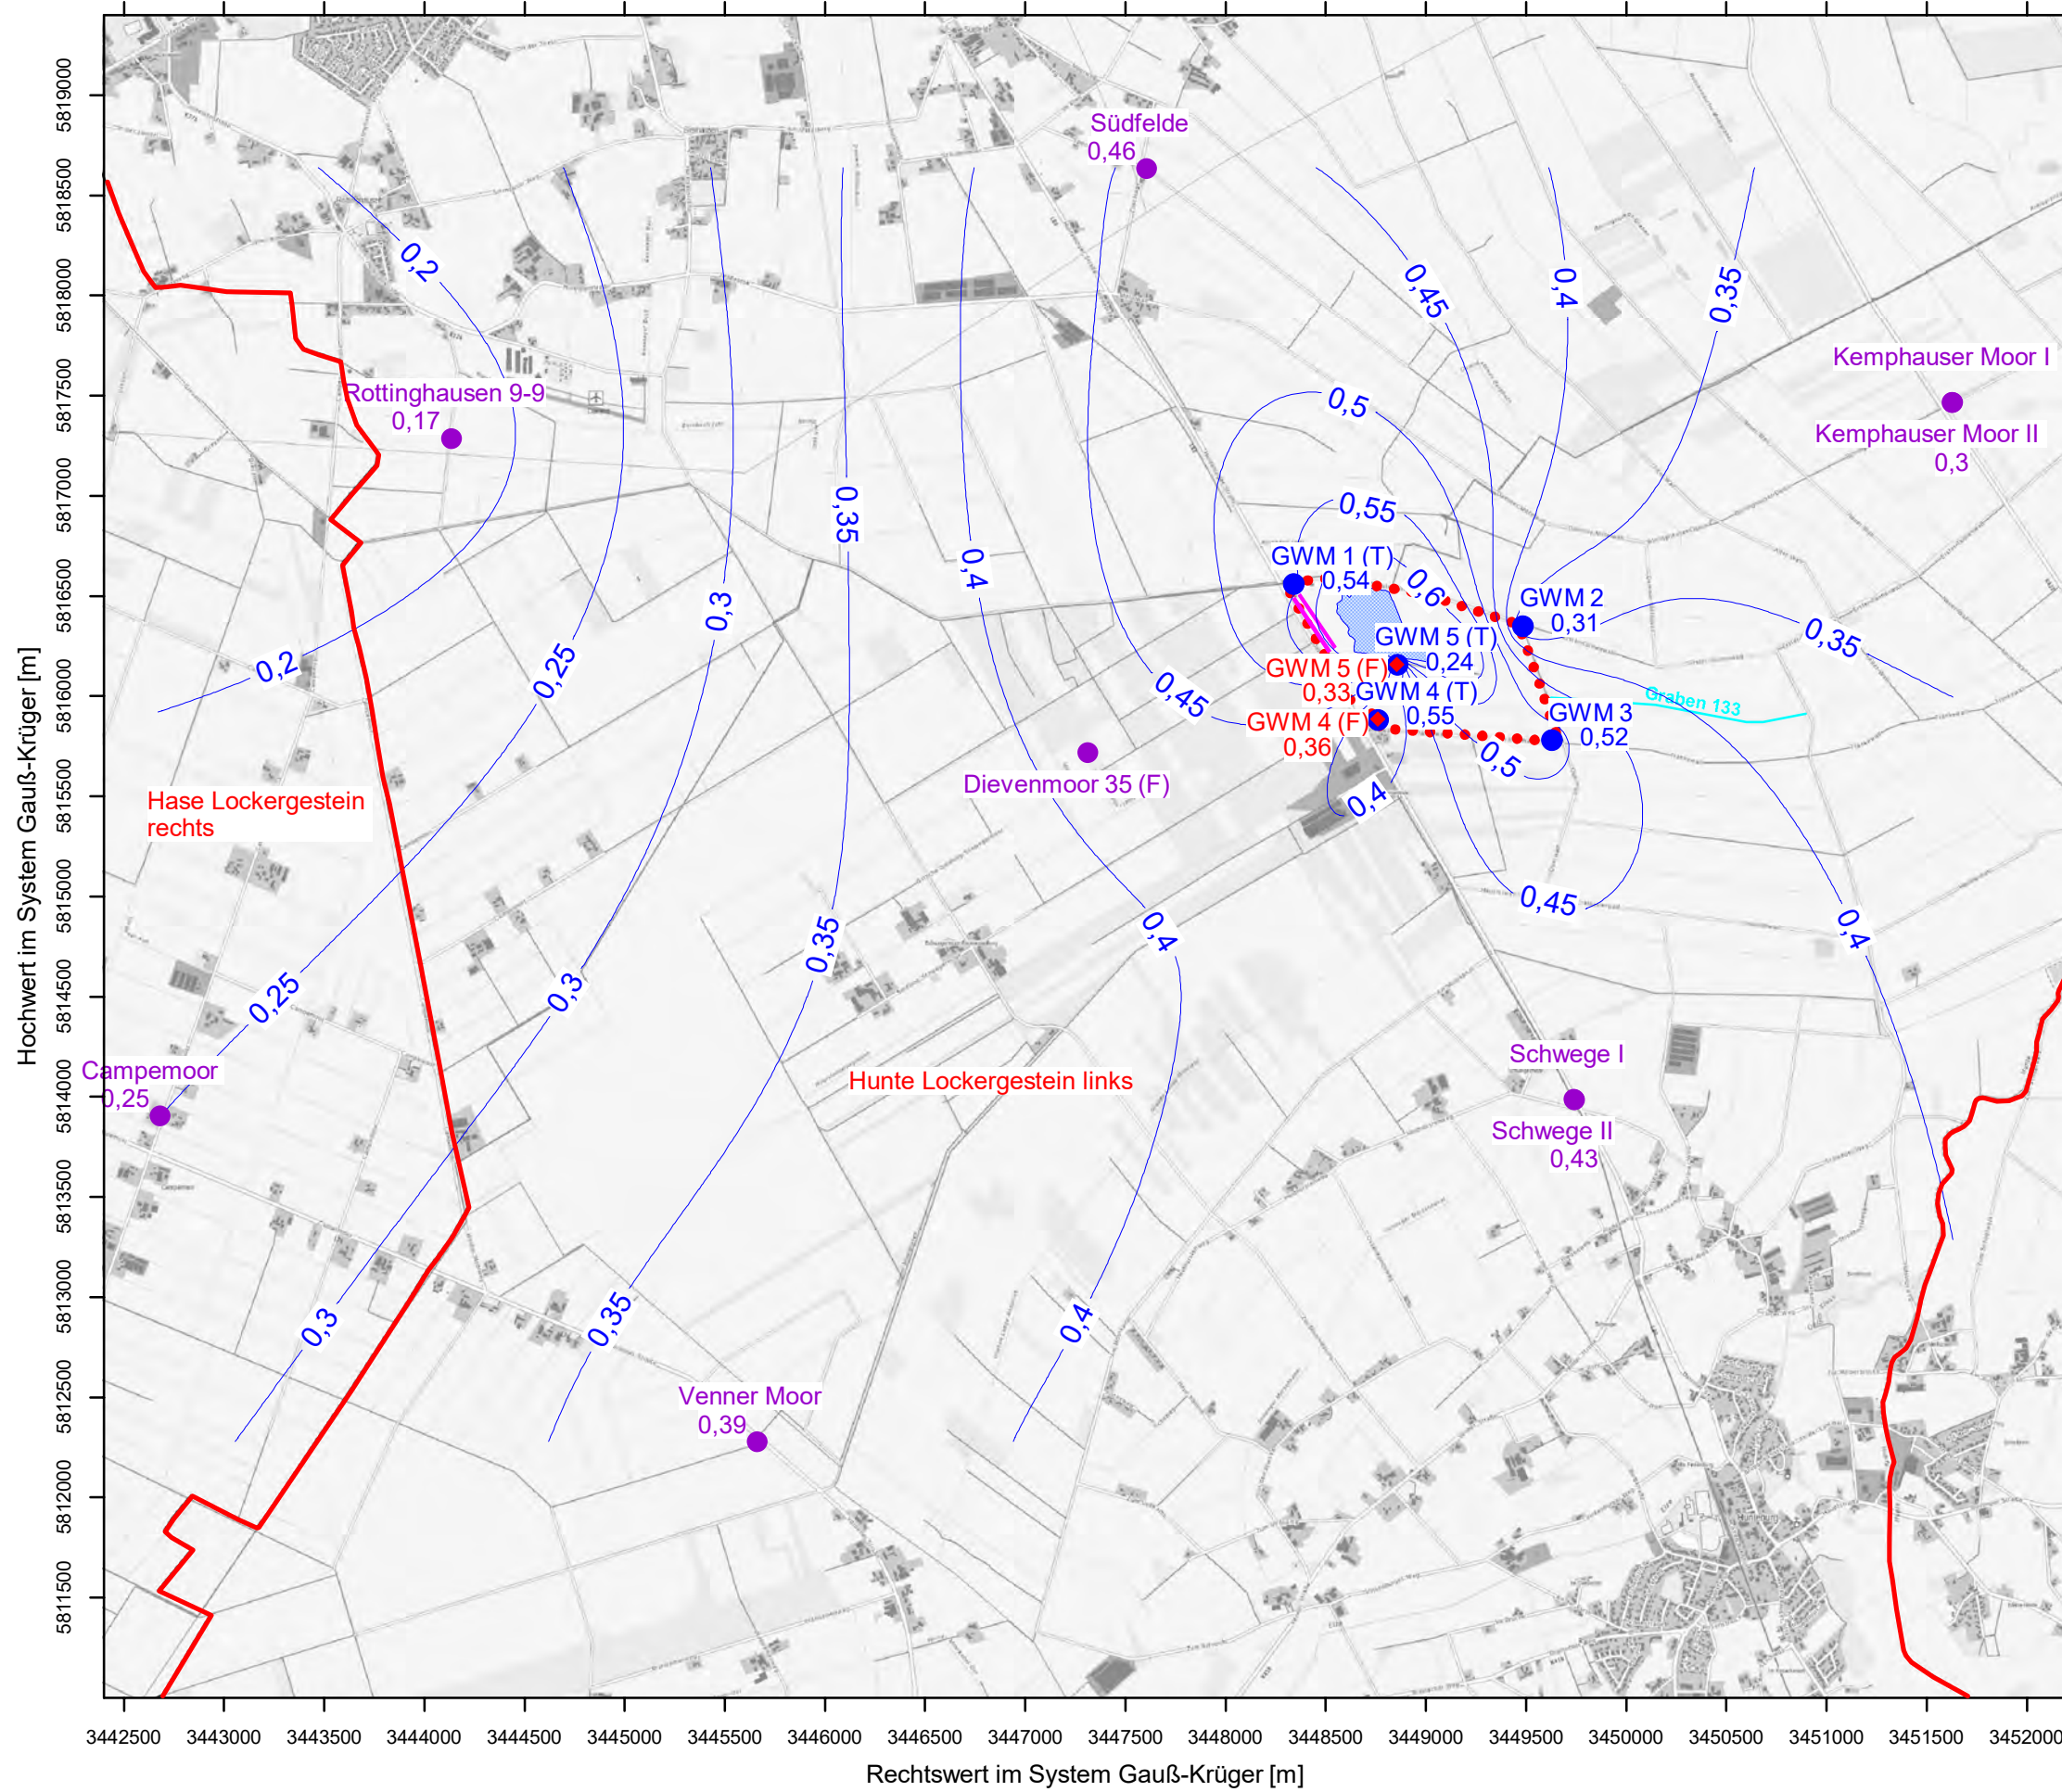 Südfelde
0,46
5819000
5818500
5818000
5817500
5817000
5816500
5816000
5815500
5815000
5814500
5814000
5813500
5813000
5812500
5812000
5811500
Hochwert im System Gauß-Krüger [m]
0,2
0,45
0,4
0,35
Kemphauser Moor I
Kemphauser Moor II
0,3
Rottinghausen 9-9
0,17
0,5
0,55
0,35
0,4
0,3
GWM 1 (T)
0,54
0,6
GWM 2
0,31
0,35
GWM 5 (T)
0,24
GWM 5 (F)
0,33
GWM 4 (T)
0,55
GWM 4 (F)
0,36
GWM 3
0,52
Graben 133
0,2
0,25
0,45
0,5
0,4
Dievenmoor 35 (F)
Hase Lockergestein
rechts
0,45
0,4
0,35
0,4
0,25
0,3
Campemoor
0,25
Hunte Lockergestein links
Schwege I
Schwege II
0,43
0,3
0,35
0,4
Venner Moor
0,39
3442500 3443000 3443500 3444000 3444500 3445000 3445500 3446000 3446500 3447000 3447500 3448000 3448500 3449000 3449500 3450000 3450500 3451000 3451500 345200
Rechtswert im System Gauß-Krüger [m]